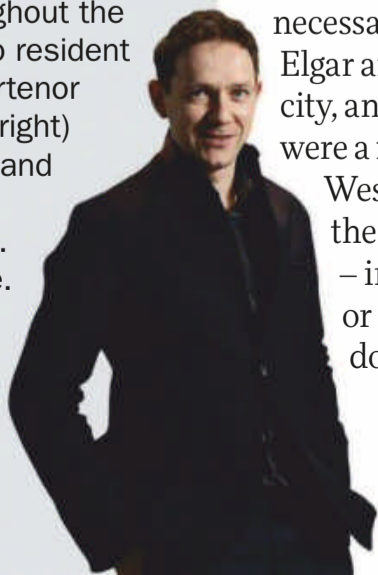 ghout the
o resident
rtenor
right)
and
.
e.
necessa
Elgar a
city, an
were a
Wes
the
– i
or
do